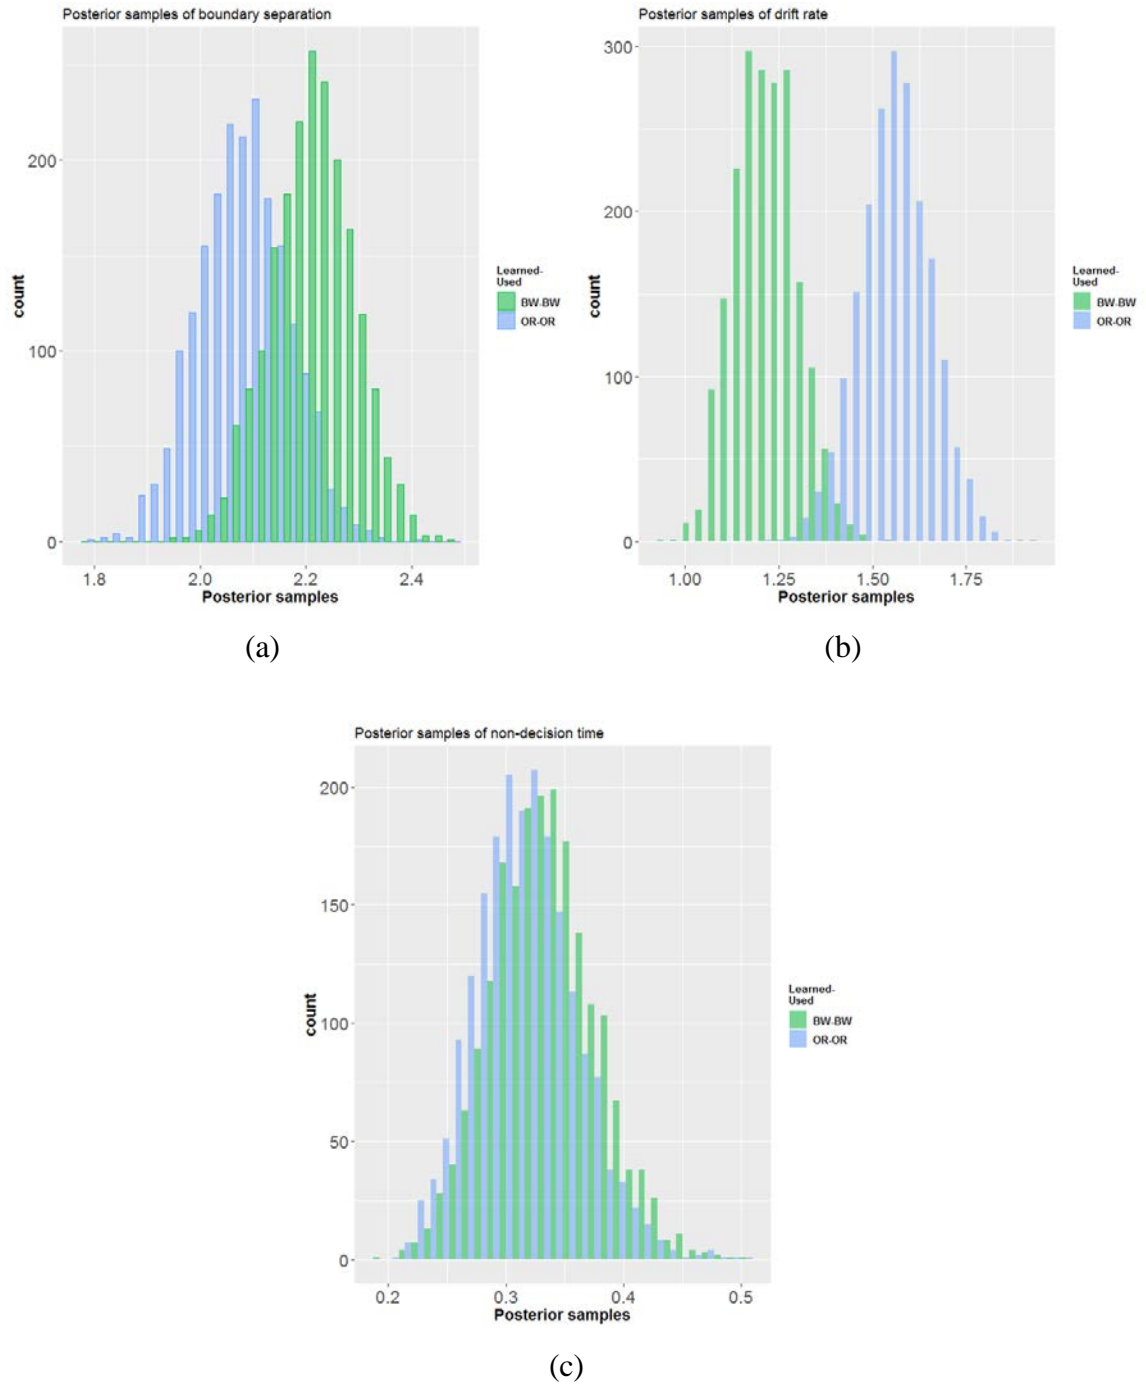 Posterior samples of boundary separation
200
100
0
count
1.8 2.0 2.2 2.4
Posterior samples
Learned-
Used
BW-BW
OR-OR
(a)
Posterior samples of drift rate
300
200
100
0
count
1.00 1.25 1.50 1.75
Posterior samples
Learned-
Used
BW-BW
OR-OR
(b)
Posterior samples of non-decision time
200
150
100
50
0
count
0.2 0.3 0.4 0.5
Posterior samples
Learned-
Used
BW-BW
OR-OR
(c)